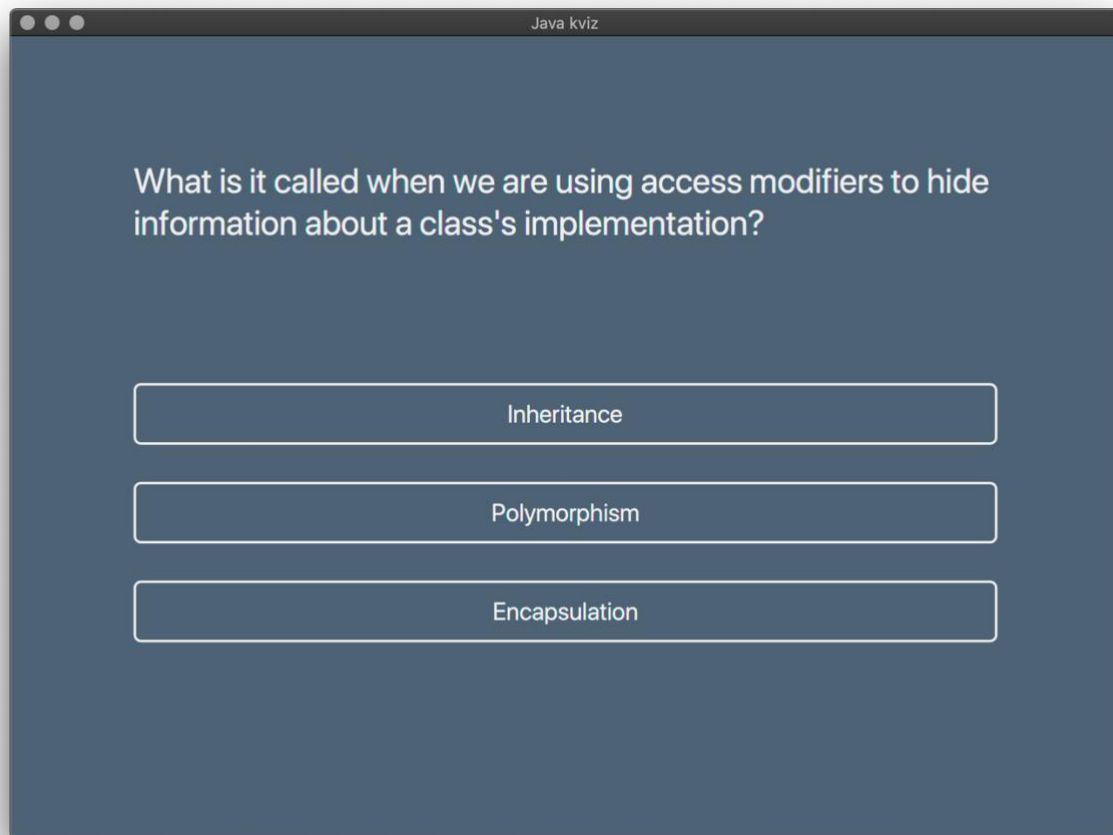 Java kviz
What is it called when we are using access modifiers to hide
information about a class's implementation?
Inheritance
Polymorphism
Encapsulation